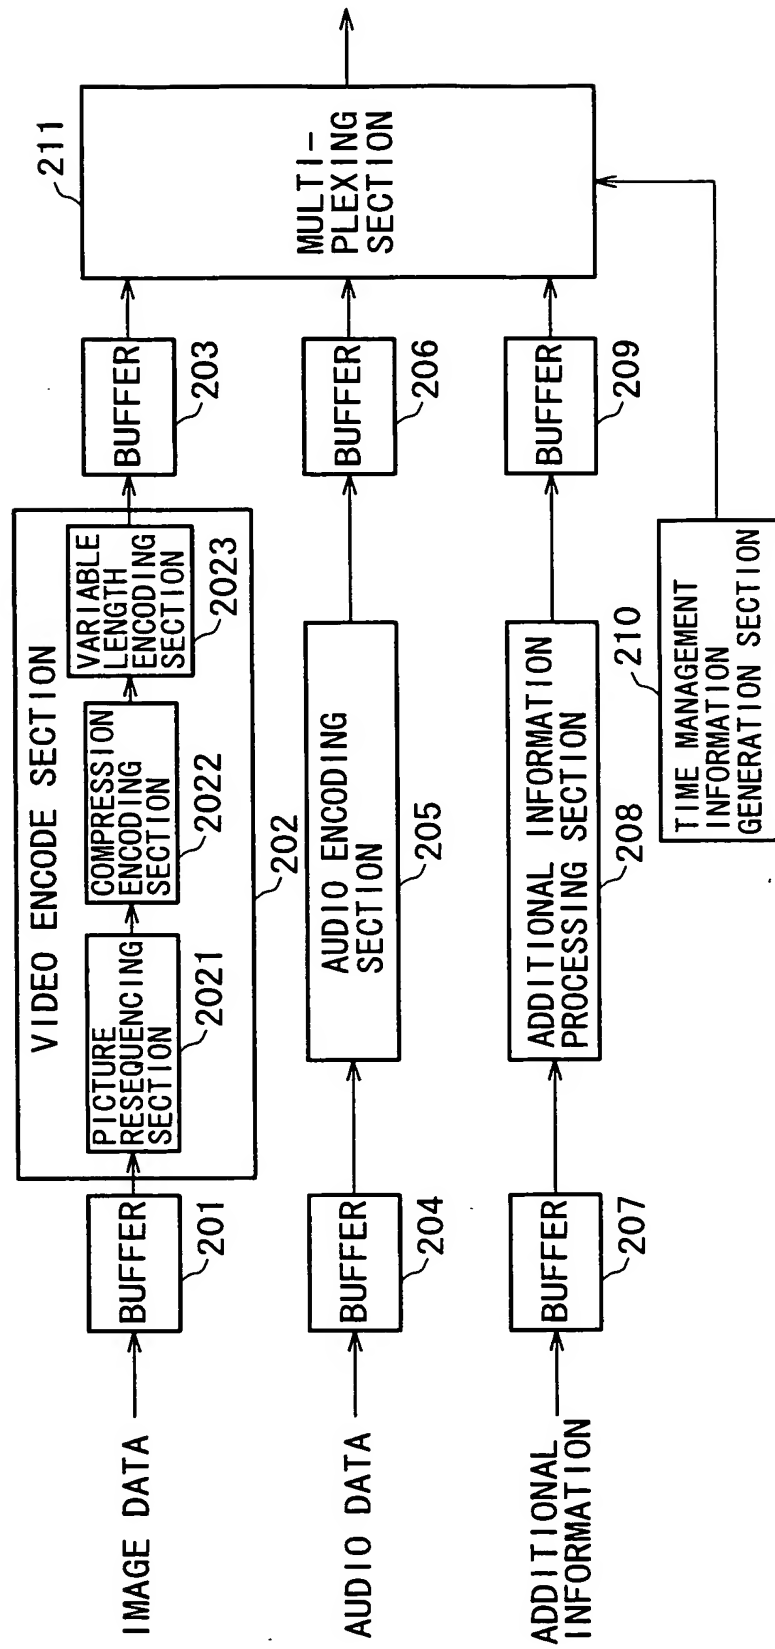 IMAGE DATA
BUFFER
201
VIDEO ENCODE SECTION
PICTURE
RESEQUENCING
SECTION
2021
COMPRESSION
ENCODING
SECTION
2022
VARIABLE
LENGTH
ENCODING
SECTION
2023
202
BUFFER
203
AUDIO DATA
BUFFER
204
AUDIO ENCODING
SECTION
205
BUFFER
206
ADDITIONAL
INFORMATION
BUFFER
207
ADDITIONAL INFORMATION
PROCESSING SECTION
208
BUFFER
209
210
TIME MANAGEMENT
INFORMATION
GENERATION SECTION
211
MULTI-
PLEXING
SECTION